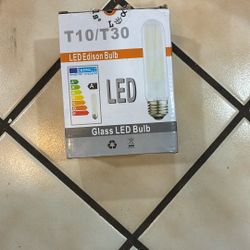 T10/T30
LED Edison Bulb
A
LED
Glass LED Bulb